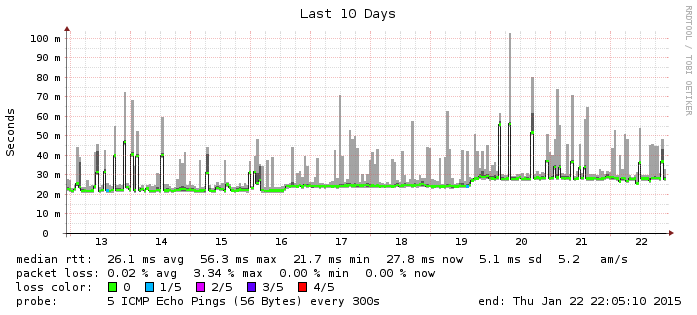 Last 10 Days
RRDTOOL / TOBI OETIKER
Seconds
100 m
90 m
80 m
70 m
60 m
50 m
40 m
30 m
20 m
10 m
0
13 14 15 16 17 18 19 20 21 22
median rtt: 26.1 ms avg 56.3 ms max 21.7 ms min 27.8 ms now 5.1 ms sd 5.2 am/s
packet loss: 0.02 % avg 3.34 % max 0.00 % min 0.00 % now
loss color: 0 1/5 2/5 3/5 4/5
probe: 5 ICMP Echo Pings (56 Bytes) every 300s end: Thu Jan 22 22:05:10 2015